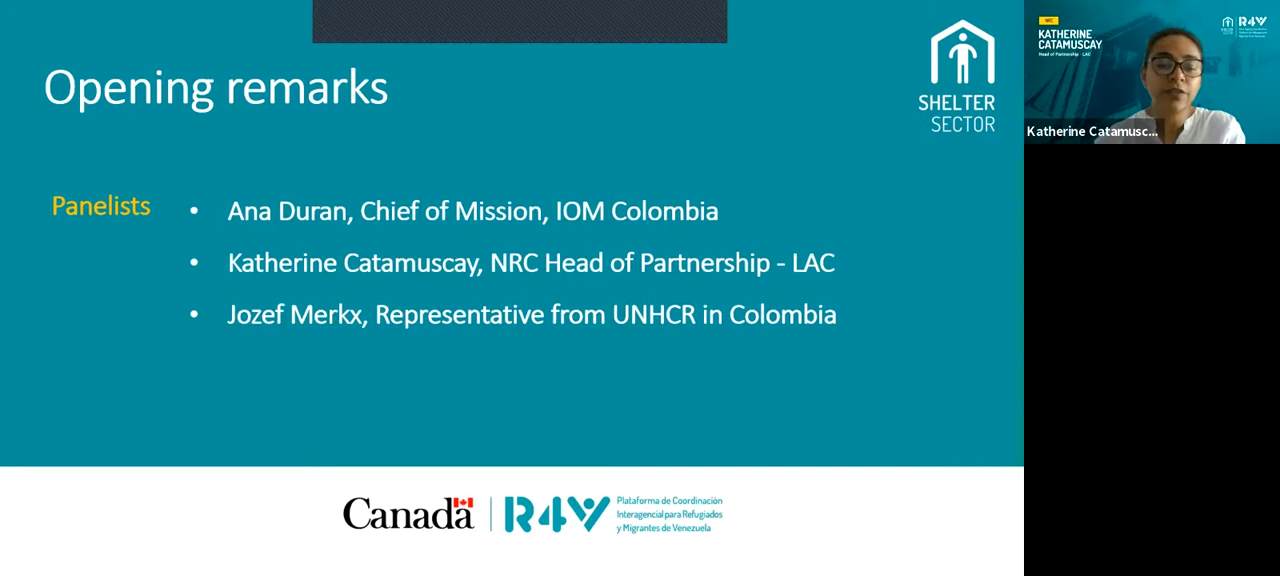 Opening remarks
SHELTER
SECTOR
Panelists
• Ana Duran, Chief of Mission, IOM Colombia
• Katherine Catamuscay, NRC Head of Partnership - LAC
• Jozef Merkx, Representative from UNHCR in Colombia
Canada
R4V
Plataforma de Coordinación
Interagencial para Refugiados
y Migrantes de Venezuela
NRC
KATHERINE
CATAMUSCAY
Head of Partnership - LAC
R4V
Katherine Catamusc...